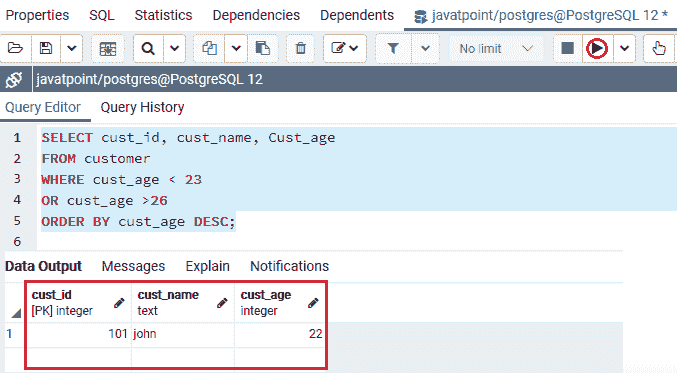 Properties SQL Statistics Dependencies Dependents javatpoint/postgres@PostgreSQL 12 *
No limit
javatpoint/postgres@PostgreSQL 12
Query Editor Query History
1 SELECT cust_id, cust_name, Cust_age
2 FROM customer
3 WHERE cust_age < 23
4 OR cust_age >26
5 ORDER BY cust_age DESC;
6
Data Output Messages Explain Notifications
cust_id cust_name cust_age
[PK] integer text integer
1 101 john 22